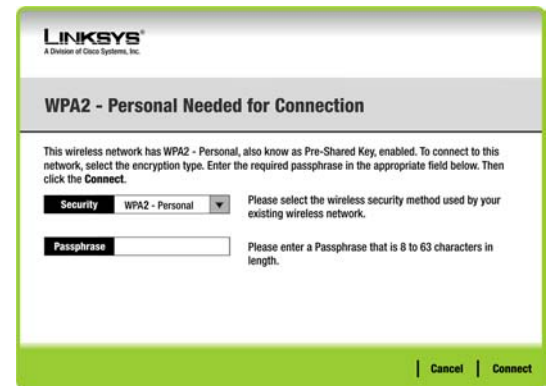 LINKSYS®
A Division of Cisco Systems, Inc.
WPA2 - Personal Needed for Connection
This wireless network has WPA2 - Personal, also know as Pre-Shared Key, enabled. To connect to this
network, select the encryption type. Enter the required passphrase in the appropriate field below. Then
click the Connect.
Security WPA2 - Personal Please select the wireless security method used by your
existing wireless network.
Passphrase Please enter a Passphrase that is 8 to 63 characters in
length.
Cancel Connect